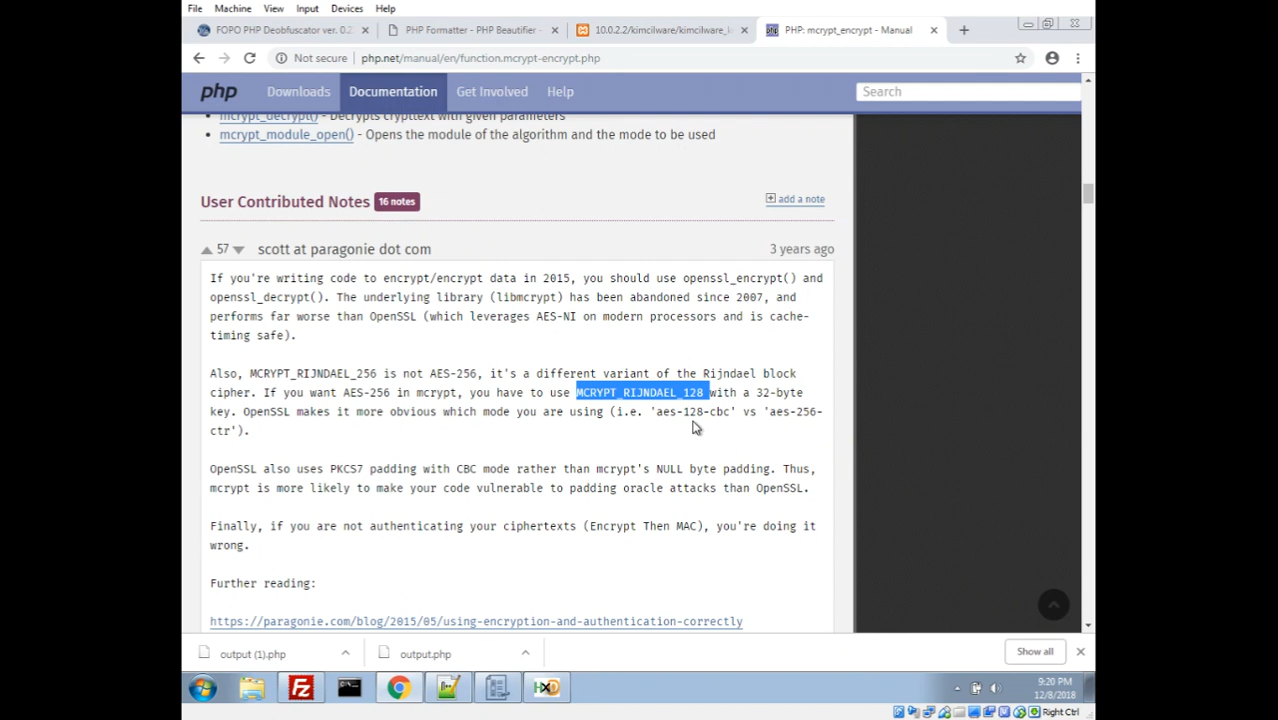 File Machine View Input Devices Help
FOPO PHP Deobfuscator ver. 0.2
PHP Formatter - PHP Beautifier -
10.0.2.2/kimcilware/kimcilware_k
PHP: mcrypt_encrypt - Manual
Not secure | php.net/manual/en/function.mcrypt-encrypt.php
php Downloads Documentation Get Involved Help Search
• mcrypt_decrypt() - Decrypts crypttext with given parameters
• mcrypt_module_open() - Opens the module of the algorithm and the mode to be used
User Contributed Notes 16 notes
add a note
57 scott at paragonie dot com
3 years ago
If you're writing code to encrypt/encrypt data in 2015, you should use openssl_encrypt() and
openssl_decrypt(). The underlying library (libmcrypt) has been abandoned since 2007, and
performs far worse than OpenSSL (which leverages AES-NI on modern processors and is cache-
timing safe).
Also, MCRYPT_RIJNDAEL_256 is not AES-256, it's a different variant of the Rijndael block
cipher. If you want AES-256 in mcrypt, you have to use MCRYPT_RIJNDAEL_128 with a 32-byte
key. OpenSSL makes it more obvious which mode you are using (i.e. 'aes-128-cbc' vs 'aes-256-
ctr').
OpenSSL also uses PKCS7 padding with CBC mode rather than mcrypt's NULL byte padding. Thus,
mcrypt is more likely to make your code vulnerable to padding oracle attacks than OpenSSL.
Finally, if you are not authenticating your ciphertexts (Encrypt Then MAC), you're doing it
wrong.
Further reading:
https://paragonie.com/blog/2015/05/using-encryption-and-authentication-correctly
output (1).php
output.php
Show all
9:20 PM
12/8/2018
Right Ctrl